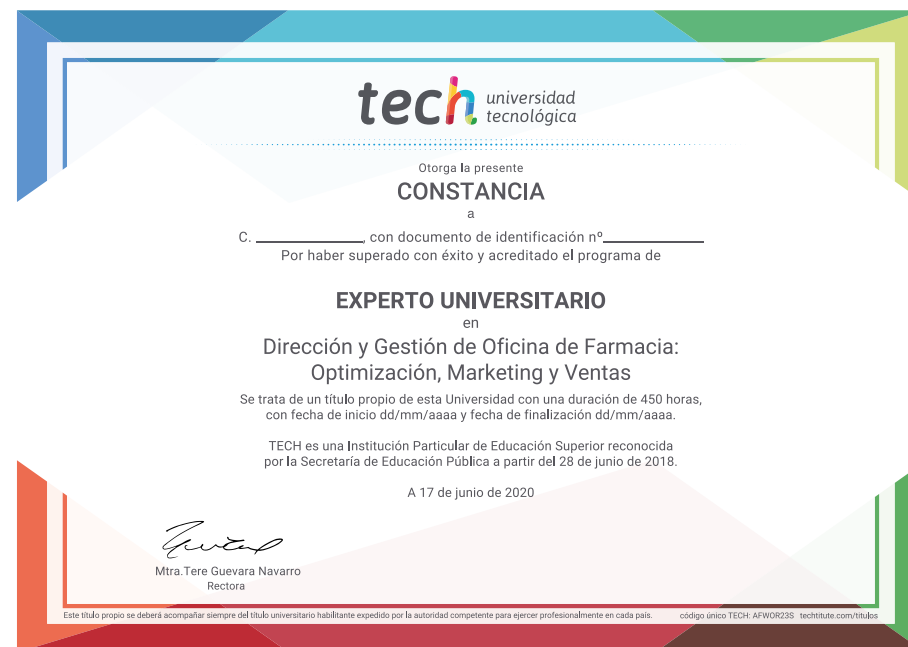 tech universidad
tecnológica
Otorga la presente
CONSTANCIA
a
C. ____________, con documento de identificación nº____________
Por haber superado con éxito y acreditado el programa de
EXPERTO UNIVERSITARIO
en
Dirección y Gestión de Oficina de Farmacia:
Optimización, Marketing y Ventas
Se trata de un título propio de esta Universidad con una duración de 450 horas,
con fecha de inicio dd/mm/aaaa y fecha de finalización dd/mm/aaaa.
TECH es una Institución Particular de Educación Superior reconocida
por la Secretaría de Educación Pública a partir del 28 de junio de 2018.
A 17 de junio de 2020
Mtra.Tere Guevara Navarro
Rectora
Este título propio se deberá acompañar siempre del título universitario habilitante expedido por la autoridad competente para ejercer profesionalmente en cada país. código único TECH: AFWOR23S techtitute.com/titulos